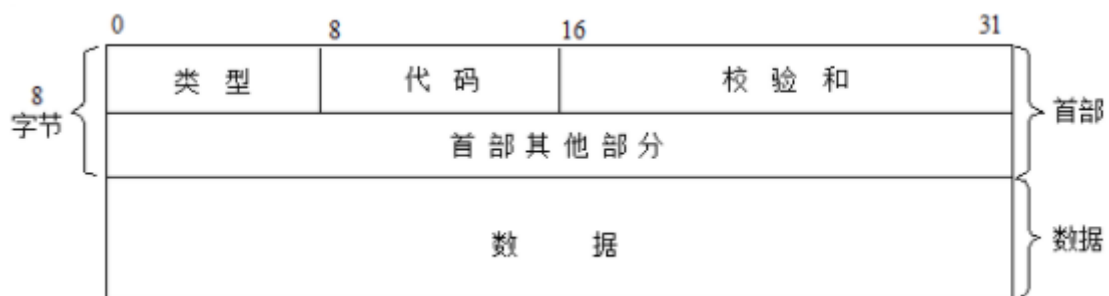 0 8 16 31
类 型 代 码 校 验 和
8
字节
首部
首 部 其 他 部 分
数 据
数据